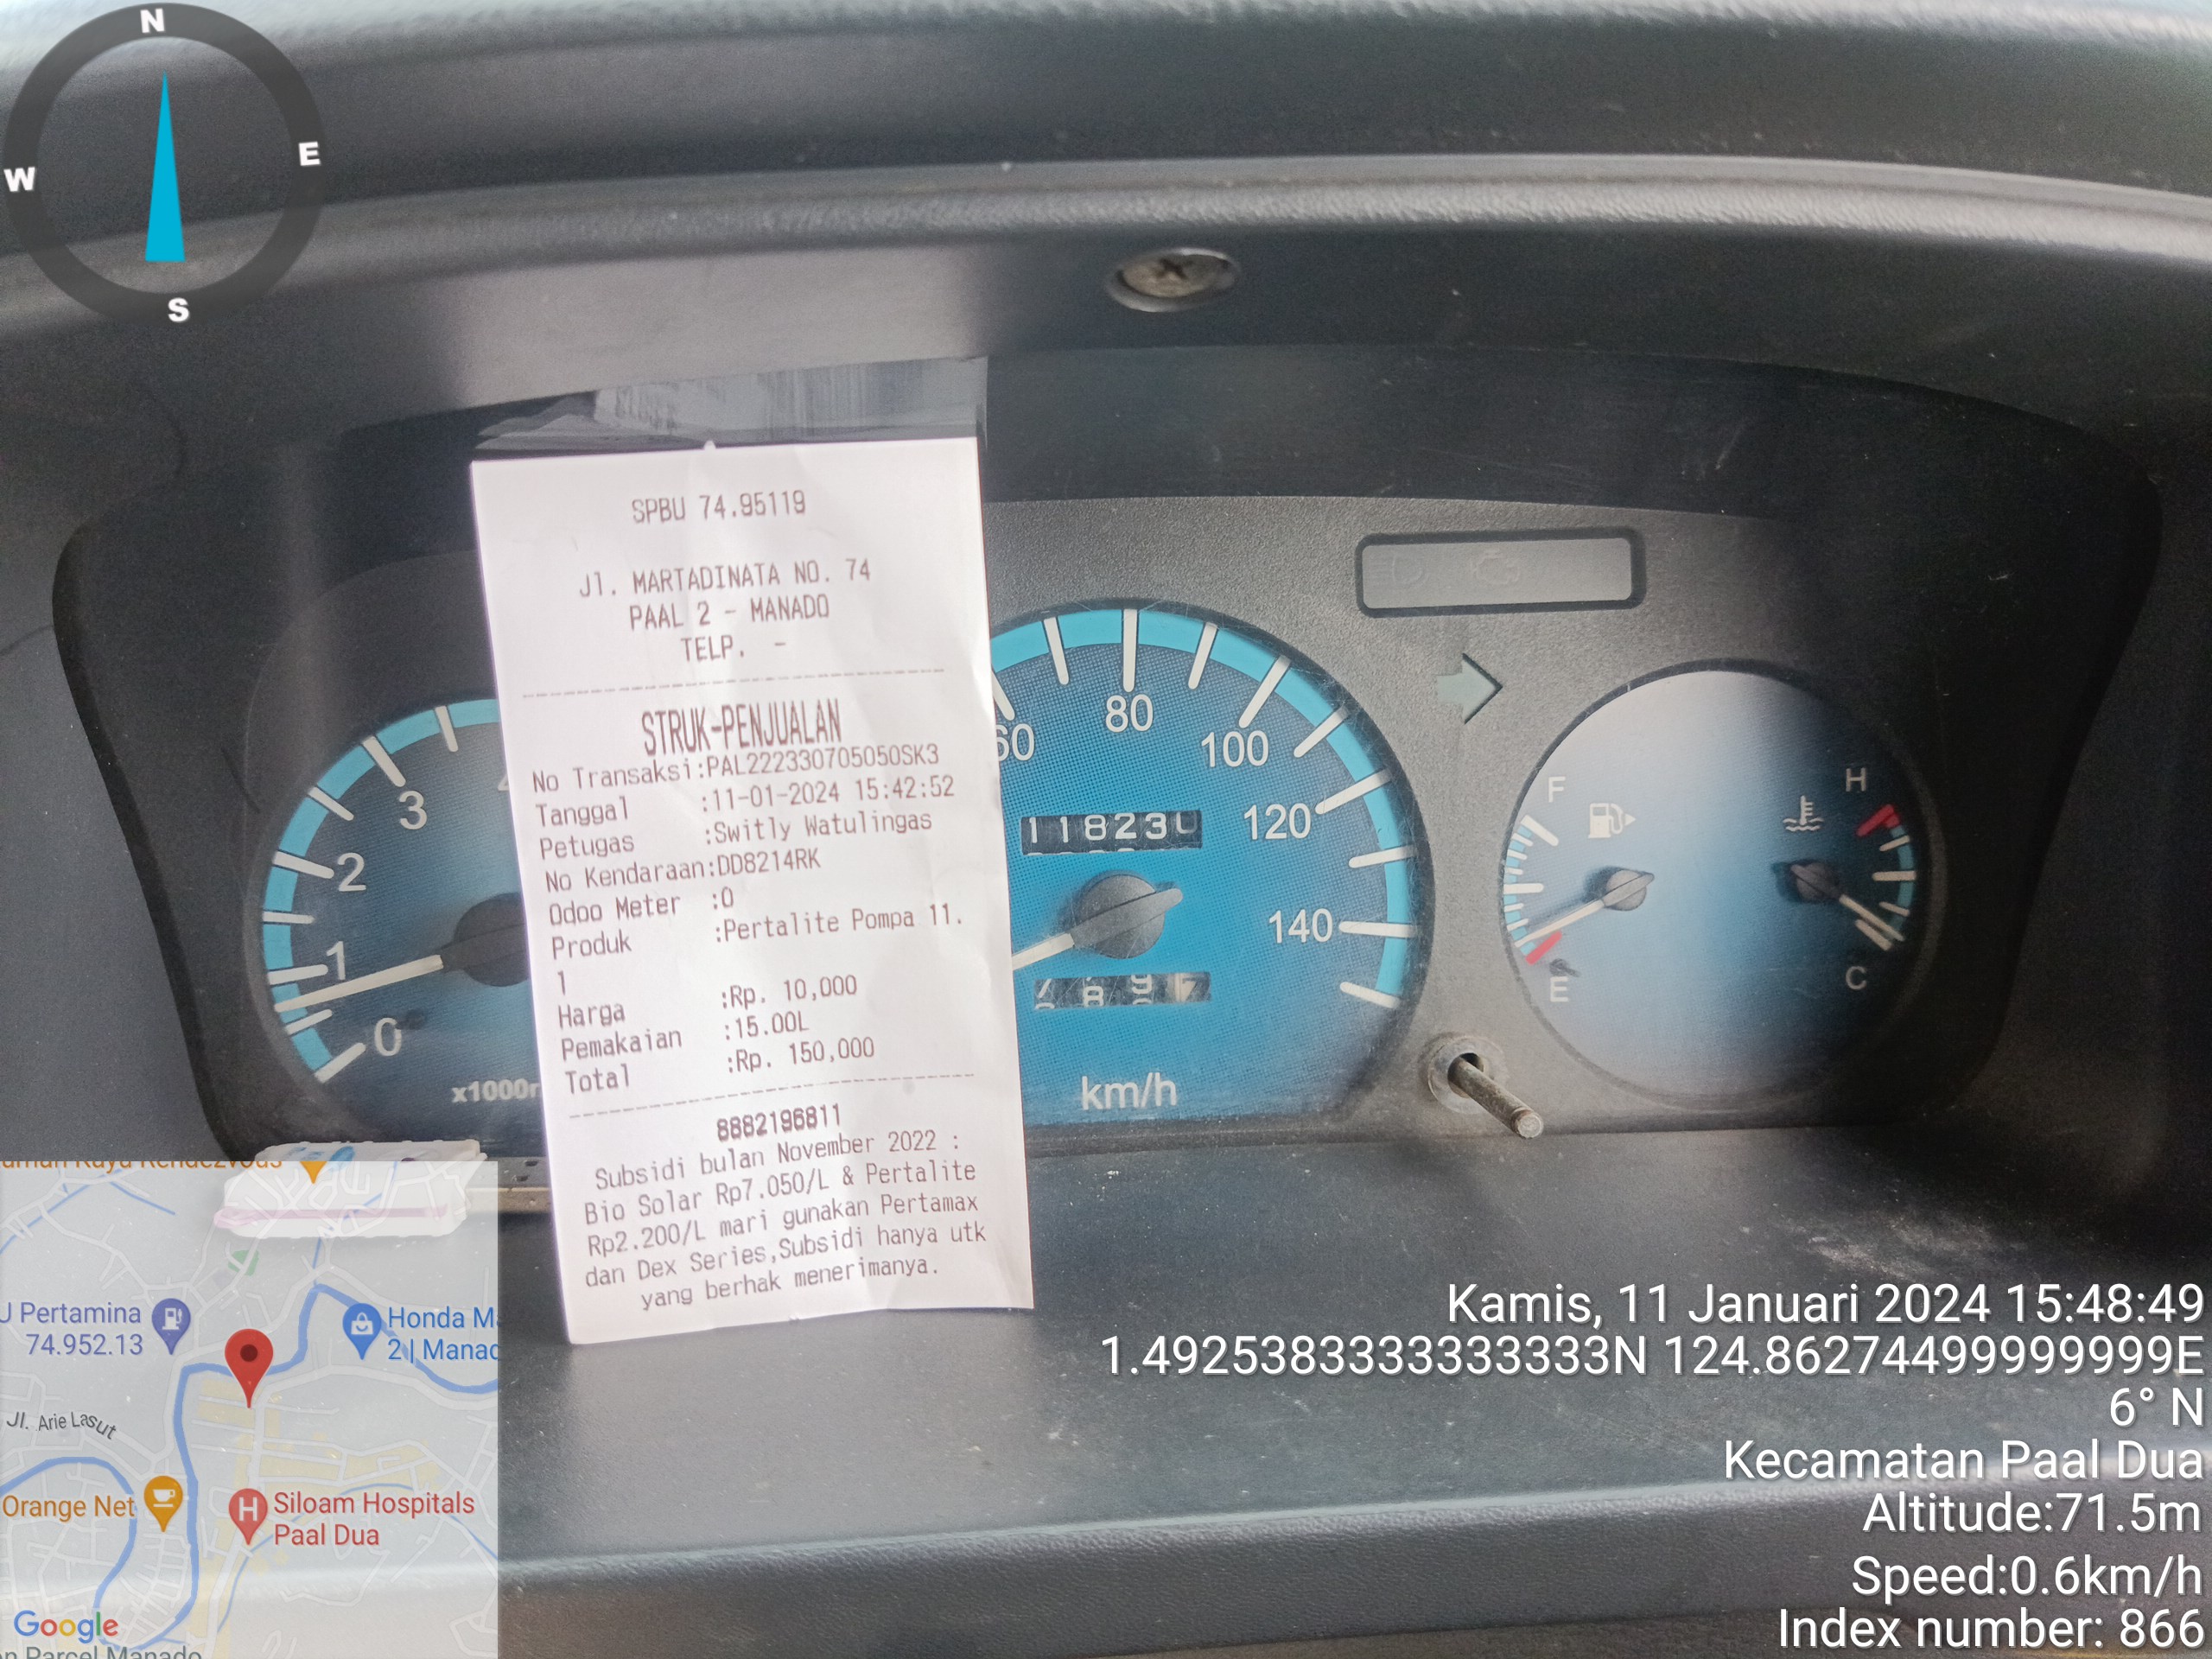 N
E
W
S
SPBU 74.95119
Jl. MARTADINATA NO. 74
PAAL 2 - MANADO
TELP. -
STRUK-PENJUALAN
No Transaksi:PAL222330705050SK3
Tanggal :11-01-2024 15:42:52
Petugas :Switly Watulingas
No Kendaraan:DD8214RK
Odoo Meter :0
Produk :Pertalite Pompa 11.
1
Harga :Rp. 10,000
Pemakaian :15.00L
Total :Rp. 150,000
8882196811
Subsidi bulan November 2022 :
Bio Solar Rp7.050/L & Pertalite
Rp2.200/L mari gunakan Pertamax
dan Dex Series,Subsidi hanya utk
yang berhak menerimanya.
0
1
2
3
60
80
100
120
140
11823
km/h
F
E
H
C
Pertamina
74.952.13
Honda
2 |
Jl. Arie Lasut
Orange Net
Siloam Hospitals
Paal Dua
Google
Parcel Manado
Kamis, 11 Januari 2024 15:48:49
1.4925383333333333N 124.86274499999999E
6° N
Kecamatan Paal Dua
Altitude:71.5m
Speed:0.6km/h
Index number: 866